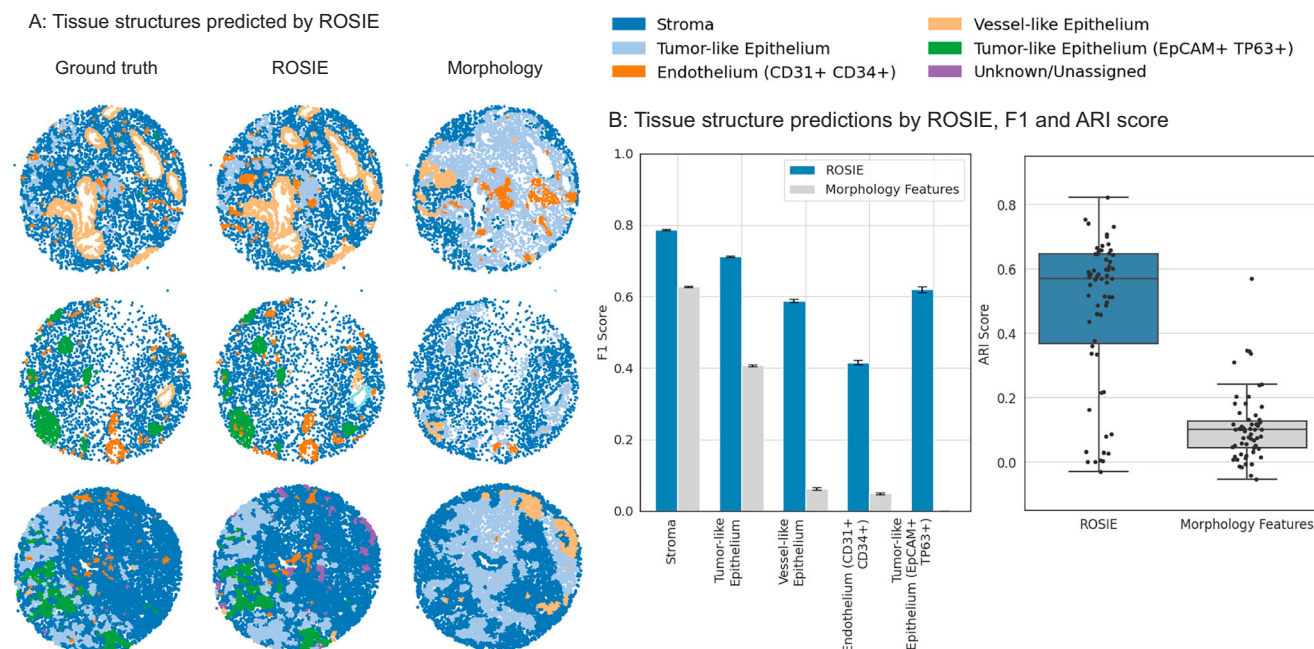 A: Tissue structures predicted by ROSIE
Ground truth
ROSIE
Morphology
Stroma
Tumor-like Epithelium
Endothelium (CD31+ CD34+)
Vessel-like Epithelium
Tumor-like Epithelium (EpCAM+ TP63+)
Unknown/Unassigned
B: Tissue structure predictions by ROSIE, F1 and ARI score
ROSIE
Morphology Features
F1 Score
1.0
0.8
0.6
0.4
0.2
0.0
Stroma
Tumor-like
Epithelium
Vessel-like
Epithelium
Endothelium (CD31+
CD34+)
Tumor-like
Epithelium (EpCAM+
TP63+)
ARI Score
0.8
0.6
0.4
0.2
0.0
ROSIE
Morphology Features